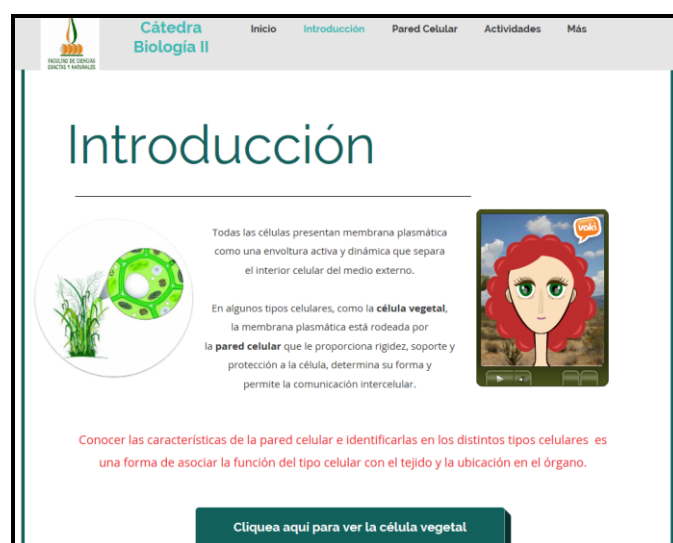 FACULTAD DE CIENCIAS
EXACTAS Y NATURALES
Cátedra
Biología II
Inicio
Introducción
Pared Celular
Actividades
Más
Introducción
Todas las células presentan membrana plasmática
como una envoltura activa y dinámica que separa
el interior celular del medio externo.
En algunos tipos celulares, como la célula vegetal,
la membrana plasmática está rodeada por
la pared celular que le proporciona rigidez, soporte y
protección a la célula, determina su forma y
permite la comunicación intercelular.
voki
Conocer las características de la pared celular e identificarlas en los distintos tipos celulares es
una forma de asociar la función del tipo celular con el tejido y la ubicación en el órgano.
Cliquea aquí para ver la célula vegetal